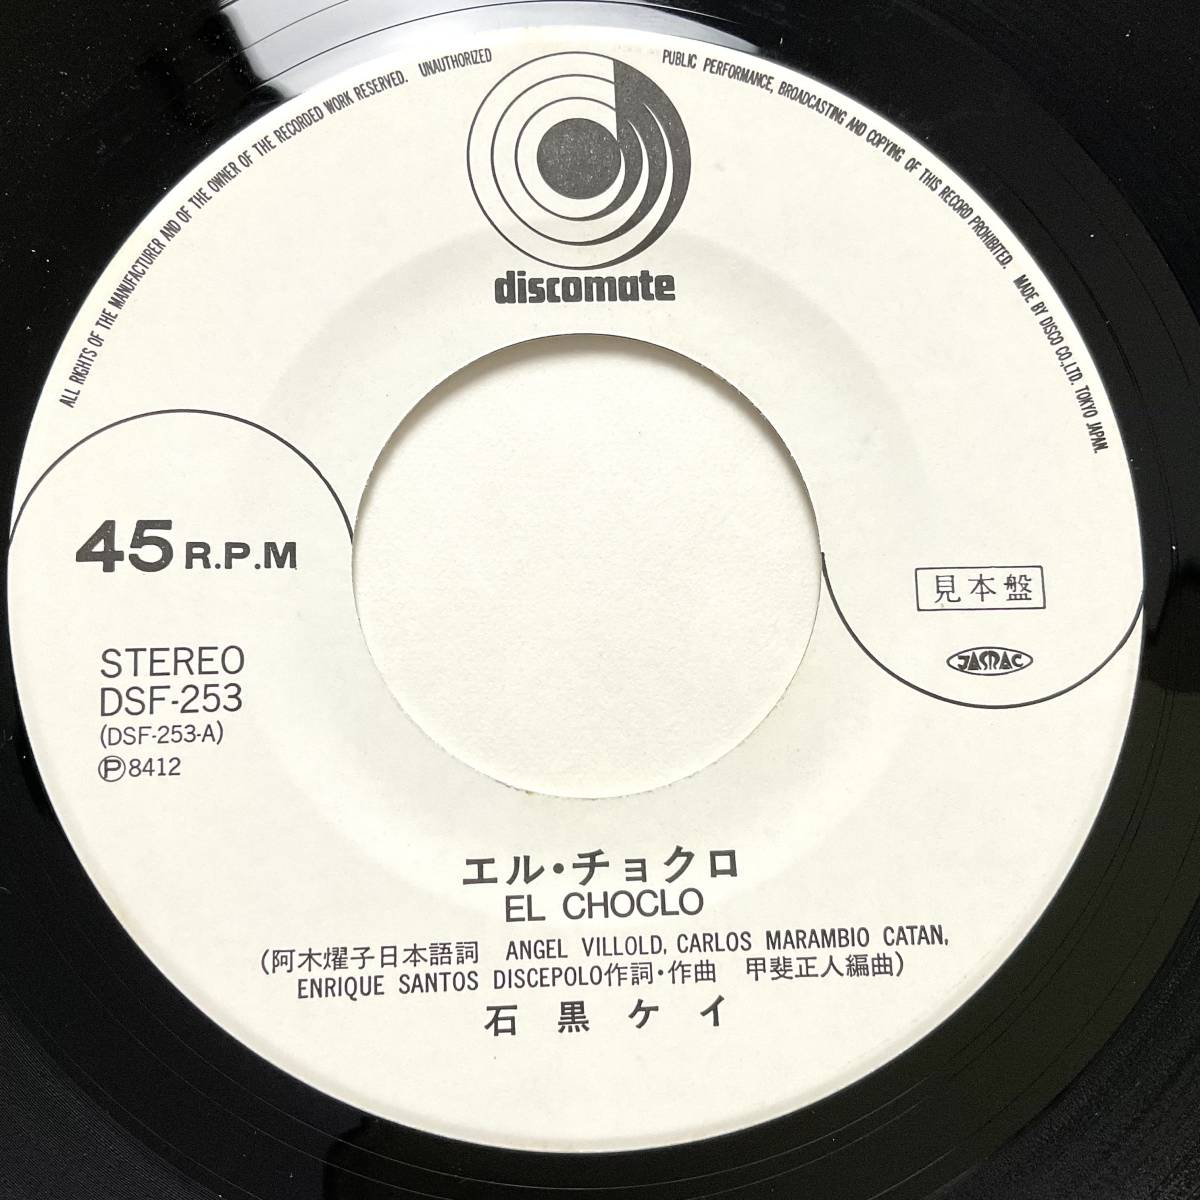 ALL RIGHTS OF THE MANUFACTURER AND OF THE OWNER OF THE RECORDED WORK RESERVED. UNAUTHORIZED
PUBLIC PERFORMANCE, BROADCASTING AND COPYING OF THIS RECORD PROHIBITED. MADE BY DISCO CO.,LTD. TOKYO JAPAN.
discomate
45 R.P.M
見本盤
JASRAC
STEREO
DSF-253
(DSF-253-A)
Ⓟ8412
エル・チョクロ
EL CHOCLO
(阿木燿子日本語詞 ANGEL VILLOLD, CARLOS MARAMBIO CATAN,
ENRIQUE SANTOS DISCEPOLO作詞・作曲 甲斐正人編曲)
石黒ケイ